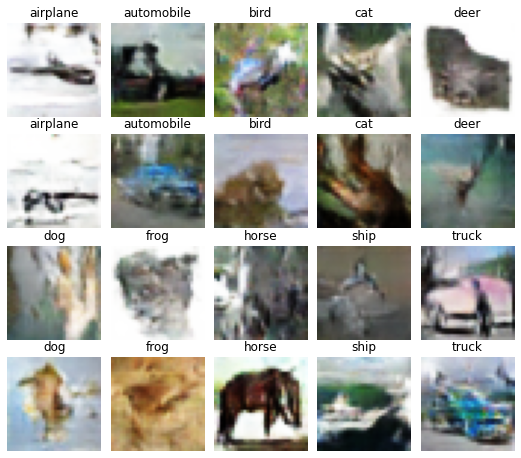 airplane automobile bird cat deer
airplane automobile bird cat deer
dog frog horse ship truck
dog frog horse ship truck